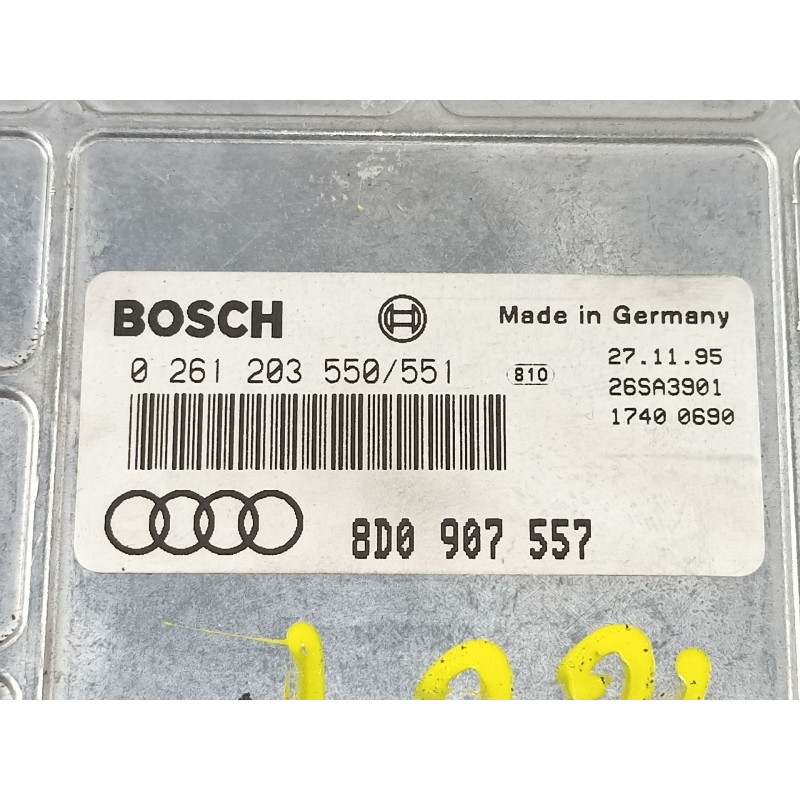 BOSCH Made in Germany
0 261 203 550/551 810 27.11.95
26SA3901
1740 0690
8D0 907 557